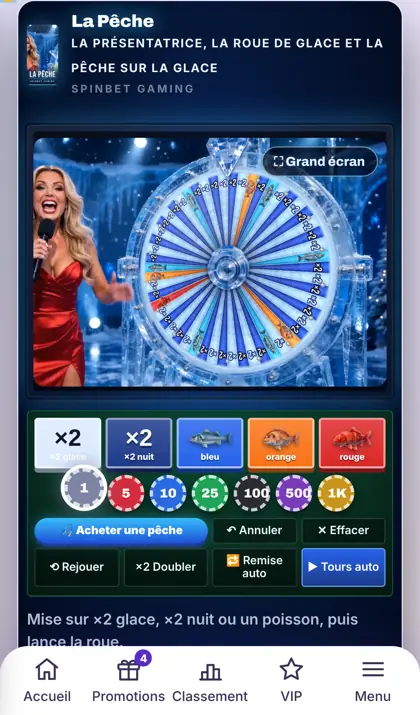 La Pêche
LA PRÉSENTATRICE, LA ROUE DE GLACE ET LA
PÊCHE SUR LA GLACE
SPINBET GAMING
LA PÊCHE
Grand écran
×2
×2 glace
×2
×2 nuit
bleu
orange
rouge
1
5
10
25
100
500
1K
Acheter une pêche
↶ Annuler
✕ Effacer
⟲ Rejouer
×2 Doubler
Remise
auto
▶ Tours auto
Mise sur ×2 glace, ×2 nuit ou un poisson, puis
lance la roue.
4
Accueil
Promotions
Classement
VIP
Menu